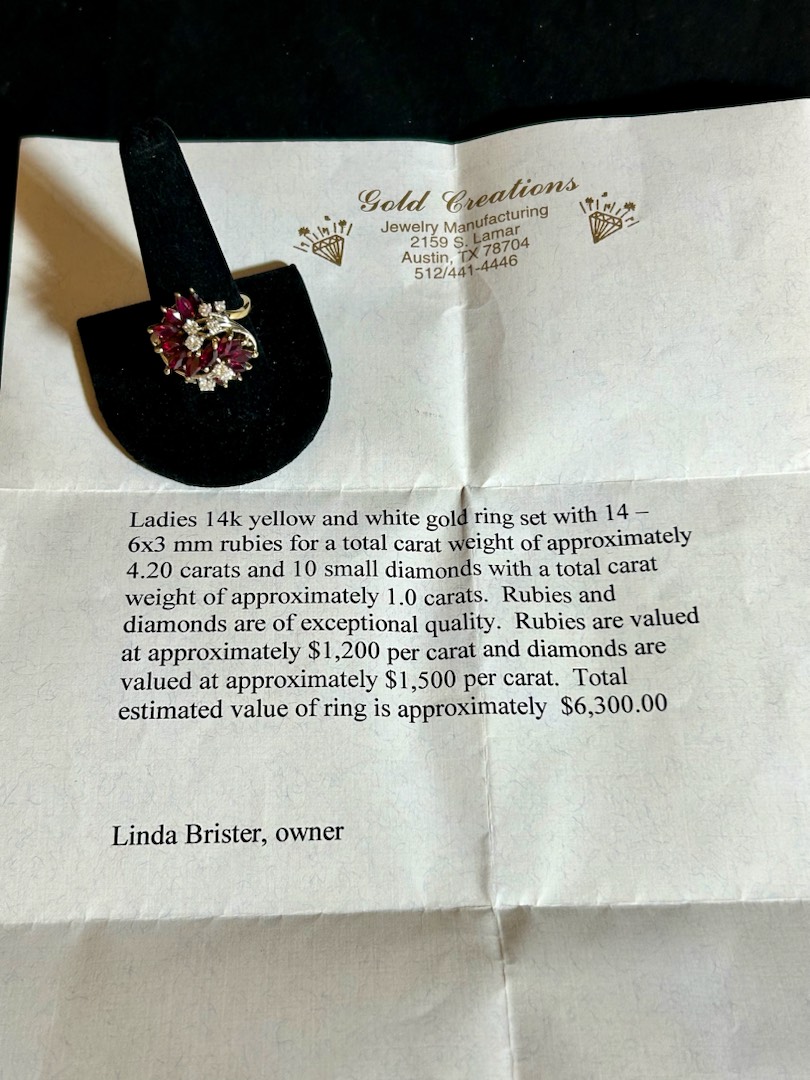 Gold Creations
Jewelry Manufacturing
2159 S. Lamar
Austin, TX 78704
512/441-4446
Ladies 14k yellow and white gold ring set with 14 –
6x3 mm rubies for a total carat weight of approximately
4.20 carats and 10 small diamonds with a total carat
weight of approximately 1.0 carats. Rubies and
diamonds are of exceptional quality. Rubies are valued
at approximately $1,200 per carat and diamonds are
valued at approximately $1,500 per carat. Total
estimated value of ring is approximately $6,300.00
Linda Brister, owner